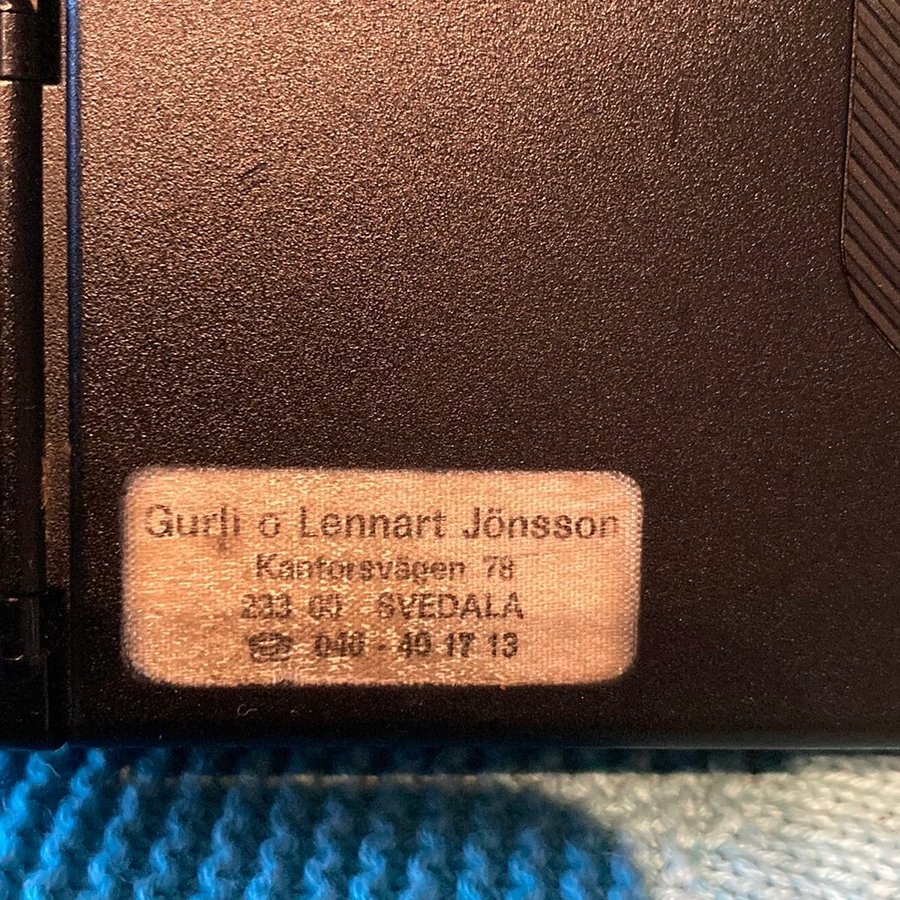 Gurli o Lennart Jönsson
Kantorsvägen 78
233 00 SVEDALA
☎ 040 - 40 17 13